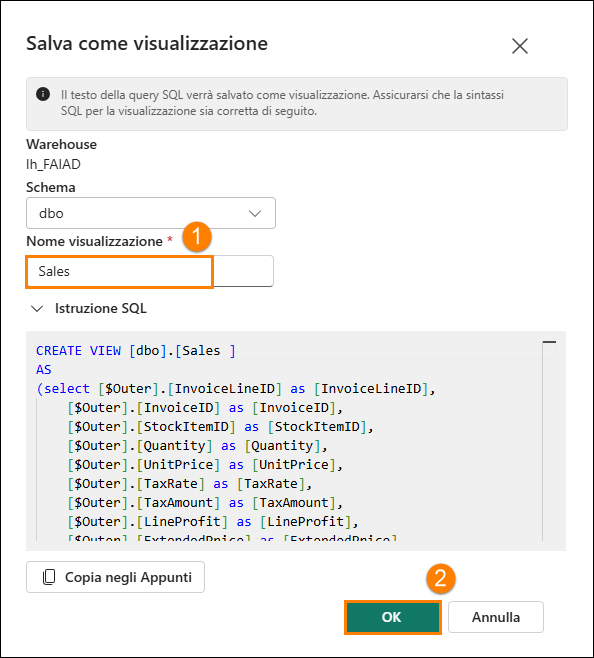 Salva come visualizzazione
Il testo della query SQL verrà salvato come visualizzazione. Assicurarsi che la sintassi
SQL per la visualizzazione sia corretta di seguito.
Warehouse
lh_FAIAD
Schema
dbo
Nome visualizzazione *
1
Sales
Istruzione SQL
CREATE VIEW [dbo].[Sales ]
AS
(select [$Outer].[InvoiceLineID] as [InvoiceLineID],
[$Outer].[InvoiceID] as [InvoiceID],
[$Outer].[StockItemID] as [StockItemID],
[$Outer].[Quantity] as [Quantity],
[$Outer].[UnitPrice] as [UnitPrice],
[$Outer].[TaxRate] as [TaxRate],
[$Outer].[TaxAmount] as [TaxAmount],
[$Outer].[LineProfit] as [LineProfit],
[$Outer].[ExtendedPrice] as [ExtendedPrice]
Copia negli Appunti
2
OK
Annulla